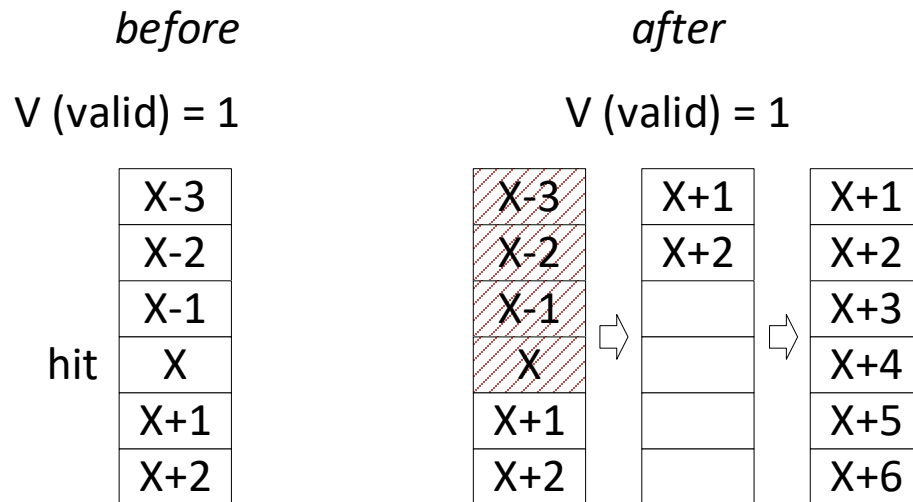 before after
V (valid) = 1 V (valid) = 1
X-3 X-3 X+1 X+1
X-2 X-2 X+2 X+2
X-1 X-1 X+3
hit X X X+4
X+1 X+1 X+5
X+2 X+2 X+6